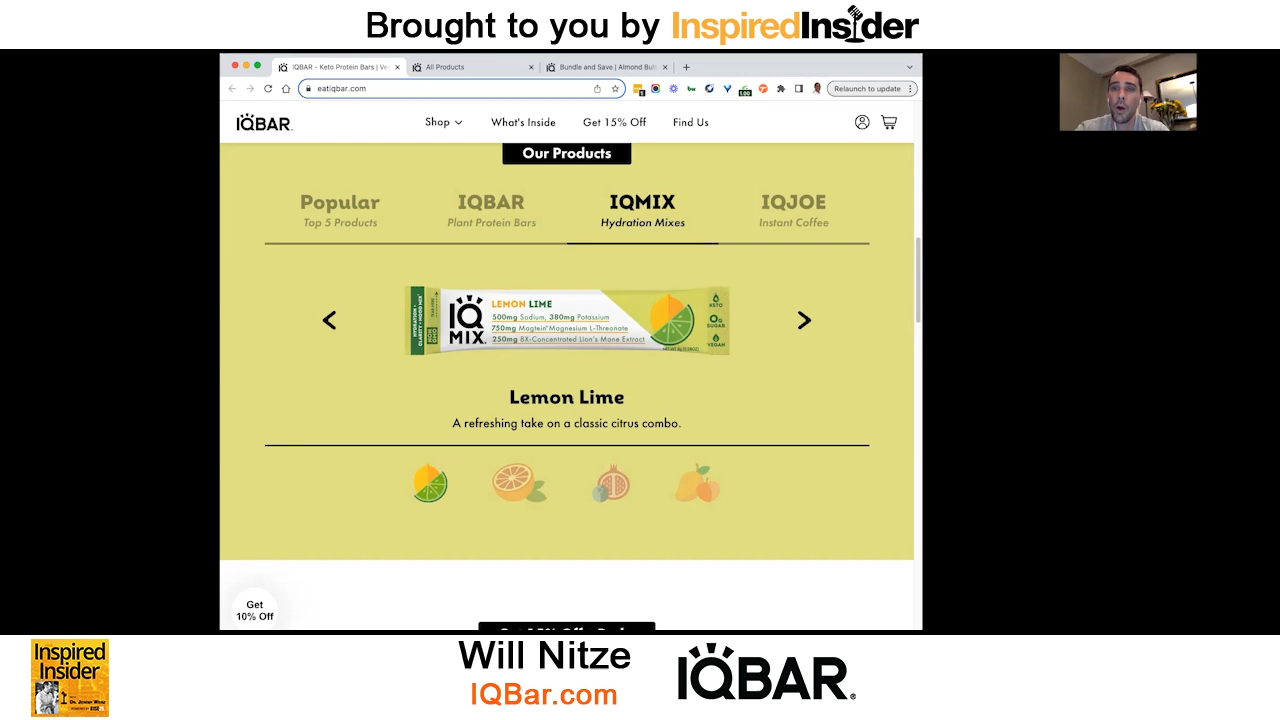 Brought to you by InspiredInsider
IQBAR - Keto Protein Bars | Ve
All Products
Bundle and Save | Almond But
eatiqbar.com
Relaunch to update
IQBAR.
Shop
What's Inside
Get 15% Off
Find Us
Our Products
Popular
Top 5 Products
IQBAR
Plant Protein Bars
IQMIX
Hydration Mixes
IQJOE
Instant Coffee
IQ
MIX.
LEMON LIME
500mg Sodium, 380mg Potassium
750mg Magtein® Magnesium L-Threonate
250mg 8X-Concentrated Lion's Mane Extract
KETO
0g
SUGAR
VEGAN
Lemon Lime
A refreshing take on a classic citrus combo.
Get
10% Off
Inspired
Insider
Will Nitze
IQBar.com
IQBAR®